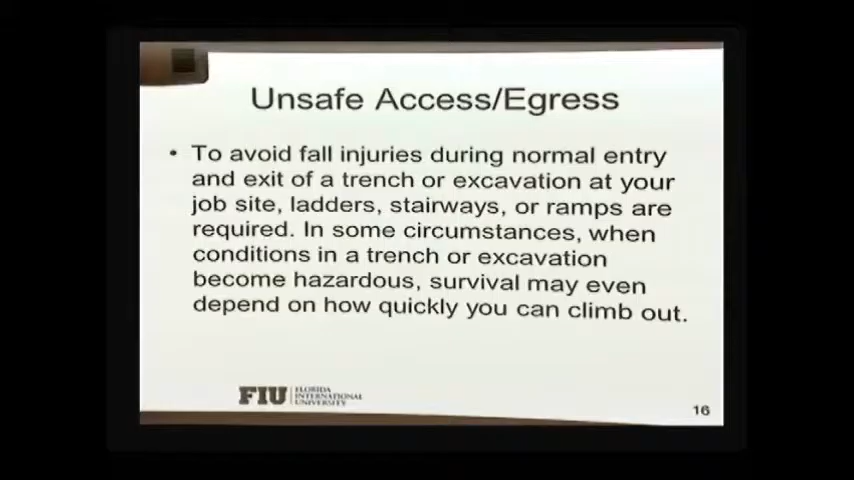 Unsafe Access/Egress
• To avoid fall injuries during normal entry
and exit of a trench or excavation at your
job site, ladders, stairways, or ramps are
required. In some circumstances, when
conditions in a trench or excavation
become hazardous, survival may even
depend on how quickly you can climb out.
FIU
FLORIDA
INTERNATIONAL
UNIVERSITY
16